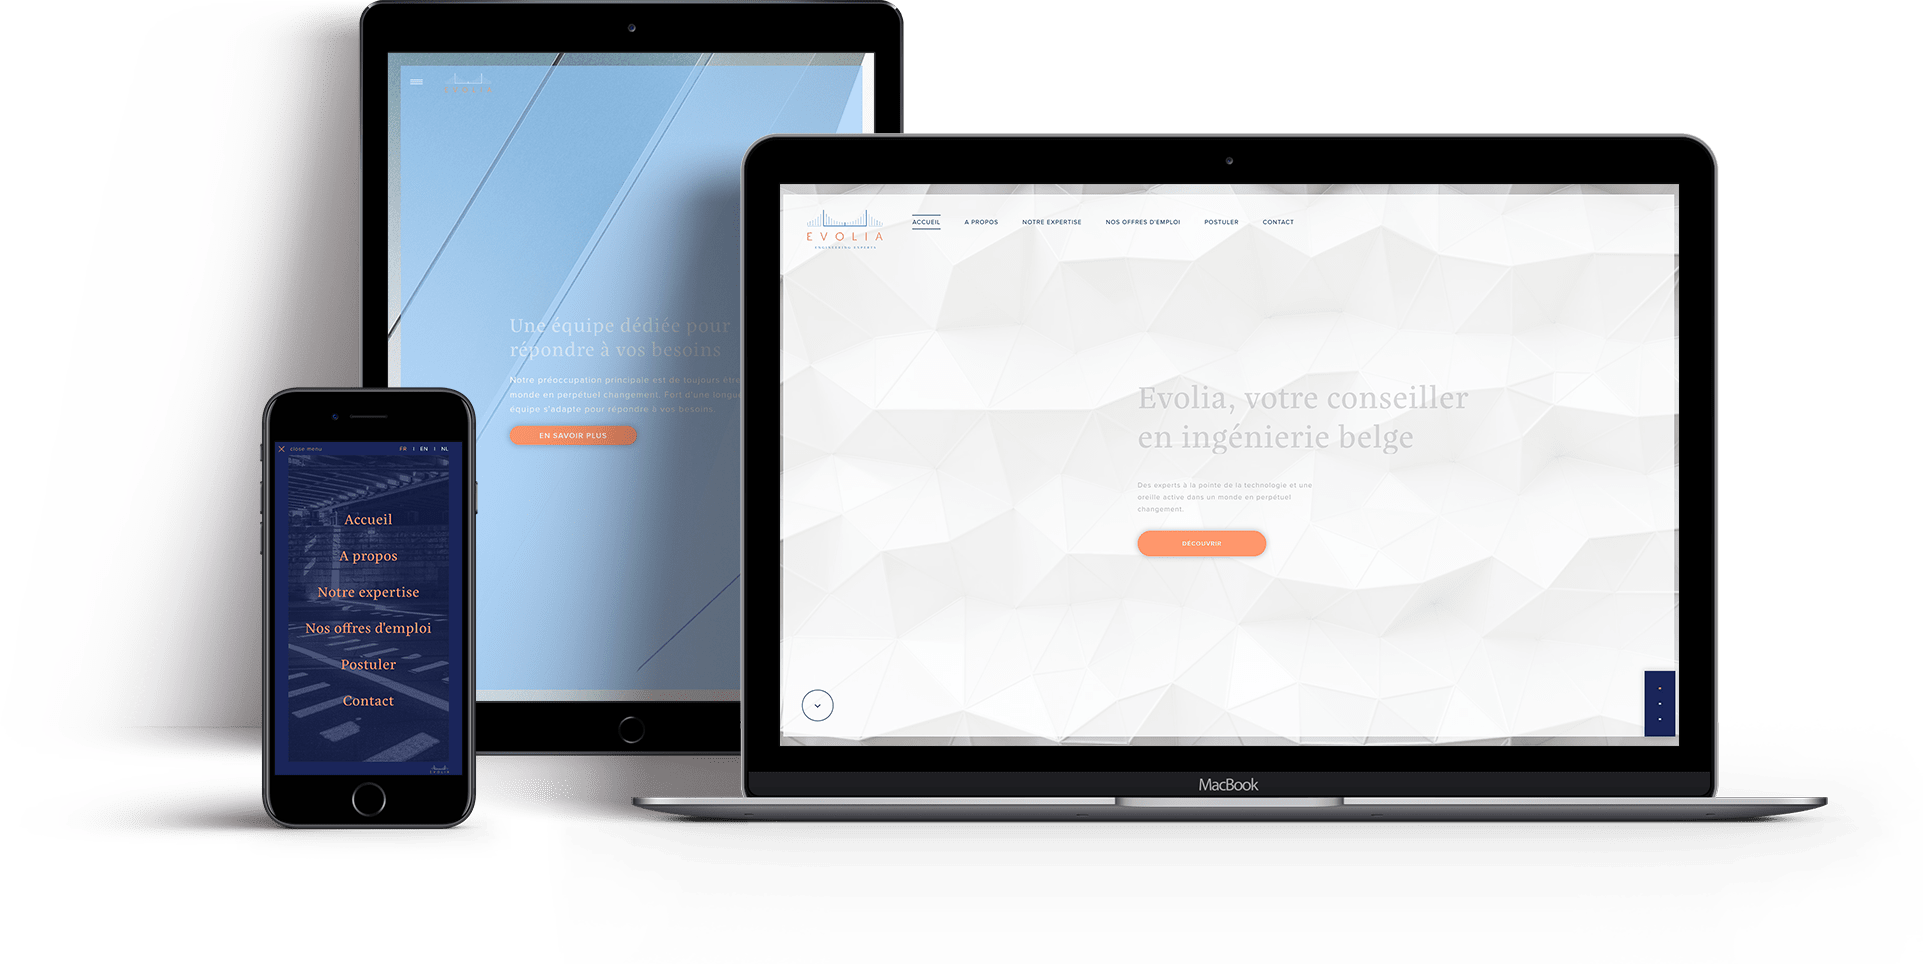 Une équipe dédiée pour
répondre à vos besoins
Notre préoccupation principale est de toujours être
monde en perpétuel changement. Fort d'une longue
équipe s'adapte pour répondre à vos besoins.
EN SAVOIR PLUS
close menu
FR | EN | NL
Accueil
A propos
Notre expertise
Nos offres d'emploi
Postuler
Contact
EVOLIA
EVOLIA
ENGINEERING EXPERTS
ACCUEIL
A PROPOS
NOTRE EXPERTISE
NOS OFFRES D'EMPLOI
POSTULER
CONTACT
Evolia, votre conseiller
en ingénierie belge
Des experts à la pointe de la technologie et une
oreille active dans un monde en perpétuel
changement.
DÉCOUVRIR
MacBook